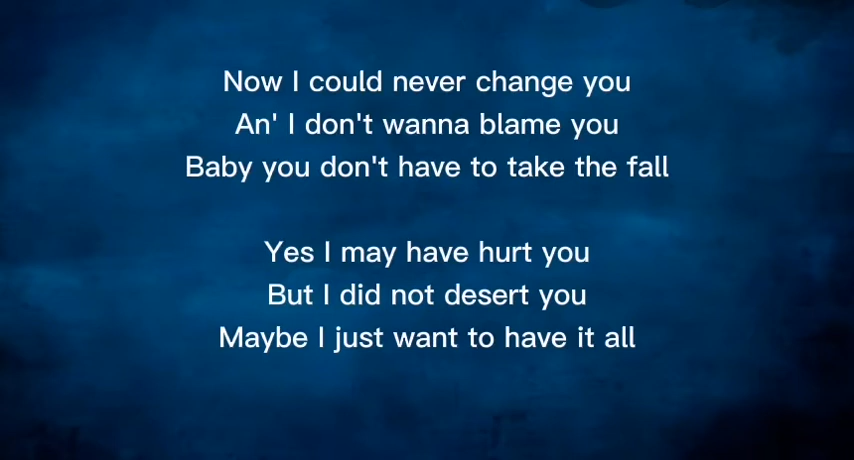 Now I could never change you
An' I don't wanna blame you
Baby you don't have to take the fall
Yes I may have hurt you
But I did not desert you
Maybe I just want to have it all